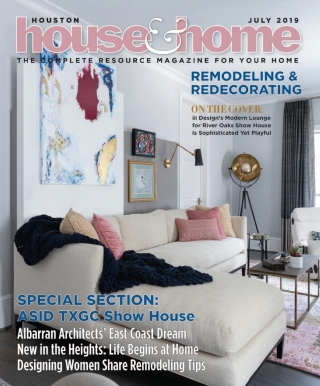 HOUSTON JULY 2019
house&home
THE COMPLETE RESOURCE MAGAZINE FOR YOUR HOME
REMODELING &
REDECORATING
ON THE COVER:
iii Design's Modern Lounge
for River Oaks Show House
is Sophisticated Yet Playful
SPECIAL SECTION:
ASID TXGC Show House
Albarran Architects' East Coast Dream
New in the Heights: Life Begins at Home
Designing Women Share Remodeling Tips